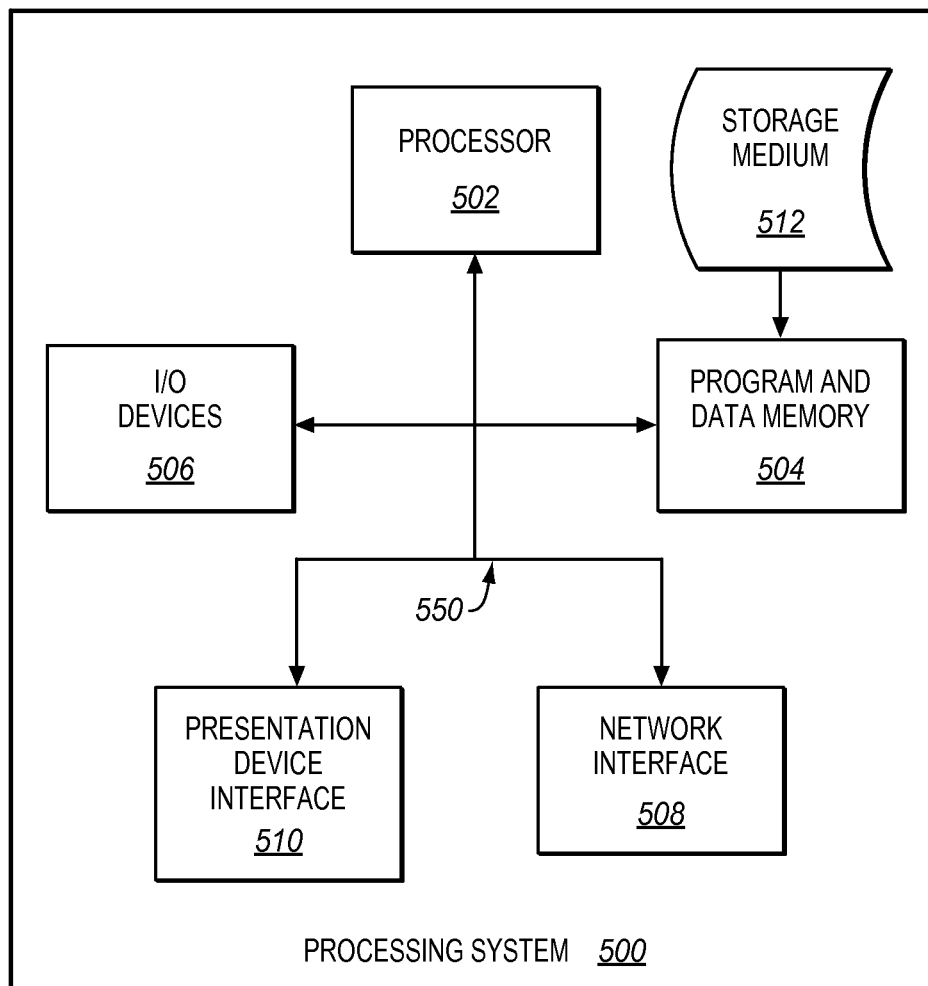 PROCESSOR
502
STORAGE
MEDIUM
512
I/O
DEVICES
506
PROGRAM AND
DATA MEMORY
504
550
PRESENTATION
DEVICE
INTERFACE
510
NETWORK
INTERFACE
508
PROCESSING SYSTEM 500